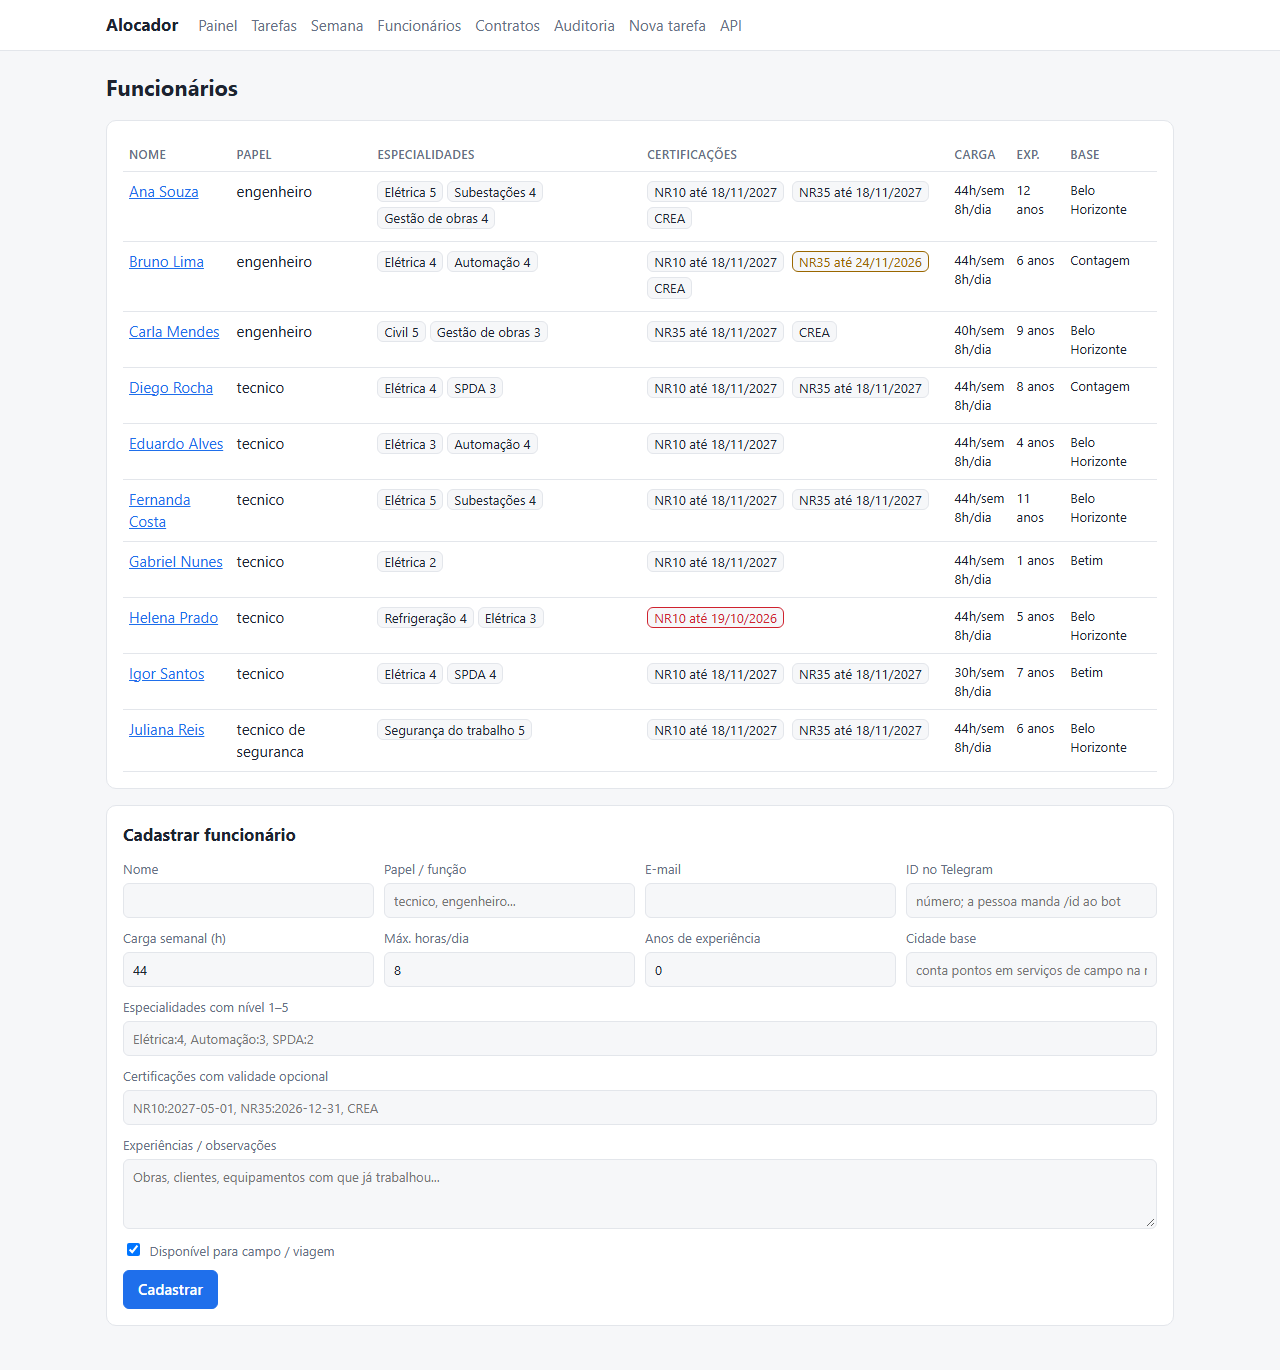 Alocador Painel Tarefas Semana Funcionários Contratos Auditoria Nova tarefa API
Funcionários
NOME PAPEL ESPECIALIDADES CERTIFICAÇÕES CARGA EXP. BASE
Ana Souza engenheiro Elétrica 5 Subestações 4 NR10 até 18/11/2027 NR35 até 18/11/2027 44h/sem 12 Belo
Gestão de obras 4 CREA 8h/dia anos Horizonte
Bruno Lima engenheiro Elétrica 4 Automação 4 NR10 até 18/11/2027 NR35 até 24/11/2026 44h/sem 6 anos Contagem
CREA 8h/dia
Carla Mendes engenheiro Civil 5 Gestão de obras 3 NR35 até 18/11/2027 CREA 40h/sem 9 anos Belo
8h/dia Horizonte
Diego Rocha tecnico Elétrica 4 SPDA 3 NR10 até 18/11/2027 NR35 até 18/11/2027 44h/sem 8 anos Contagem
8h/dia
Eduardo Alves tecnico Elétrica 3 Automação 4 NR10 até 18/11/2027 44h/sem 4 anos Belo
8h/dia Horizonte
Fernanda tecnico Elétrica 5 Subestações 4 NR10 até 18/11/2027 NR35 até 18/11/2027 44h/sem 11 Belo
Costa 8h/dia anos Horizonte
Gabriel Nunes tecnico Elétrica 2 NR10 até 18/11/2027 44h/sem 1 anos Betim
8h/dia
Helena Prado tecnico Refrigeração 4 Elétrica 3 NR10 até 19/10/2026 44h/sem 5 anos Belo
8h/dia Horizonte
Igor Santos tecnico Elétrica 4 SPDA 4 NR10 até 18/11/2027 NR35 até 18/11/2027 30h/sem 7 anos Betim
8h/dia
Juliana Reis tecnico de Segurança do trabalho 5 NR10 até 18/11/2027 NR35 até 18/11/2027 44h/sem 6 anos Belo
seguranca 8h/dia Horizonte
Cadastrar funcionário
Nome Papel / função E-mail ID no Telegram
tecnico, engenheiro... número; a pessoa manda /id ao bot
Carga semanal (h) Máx. horas/dia Anos de experiência Cidade base
44 8 0 conta pontos em serviços de campo na
Especialidades com nível 1–5
Elétrica:4, Automação:3, SPDA:2
Certificações com validade opcional
NR10:2027-05-01, NR35:2026-12-31, CREA
Experiências / observações
Obras, clientes, equipamentos com que já trabalhou...
Disponível para campo / viagem
Cadastrar